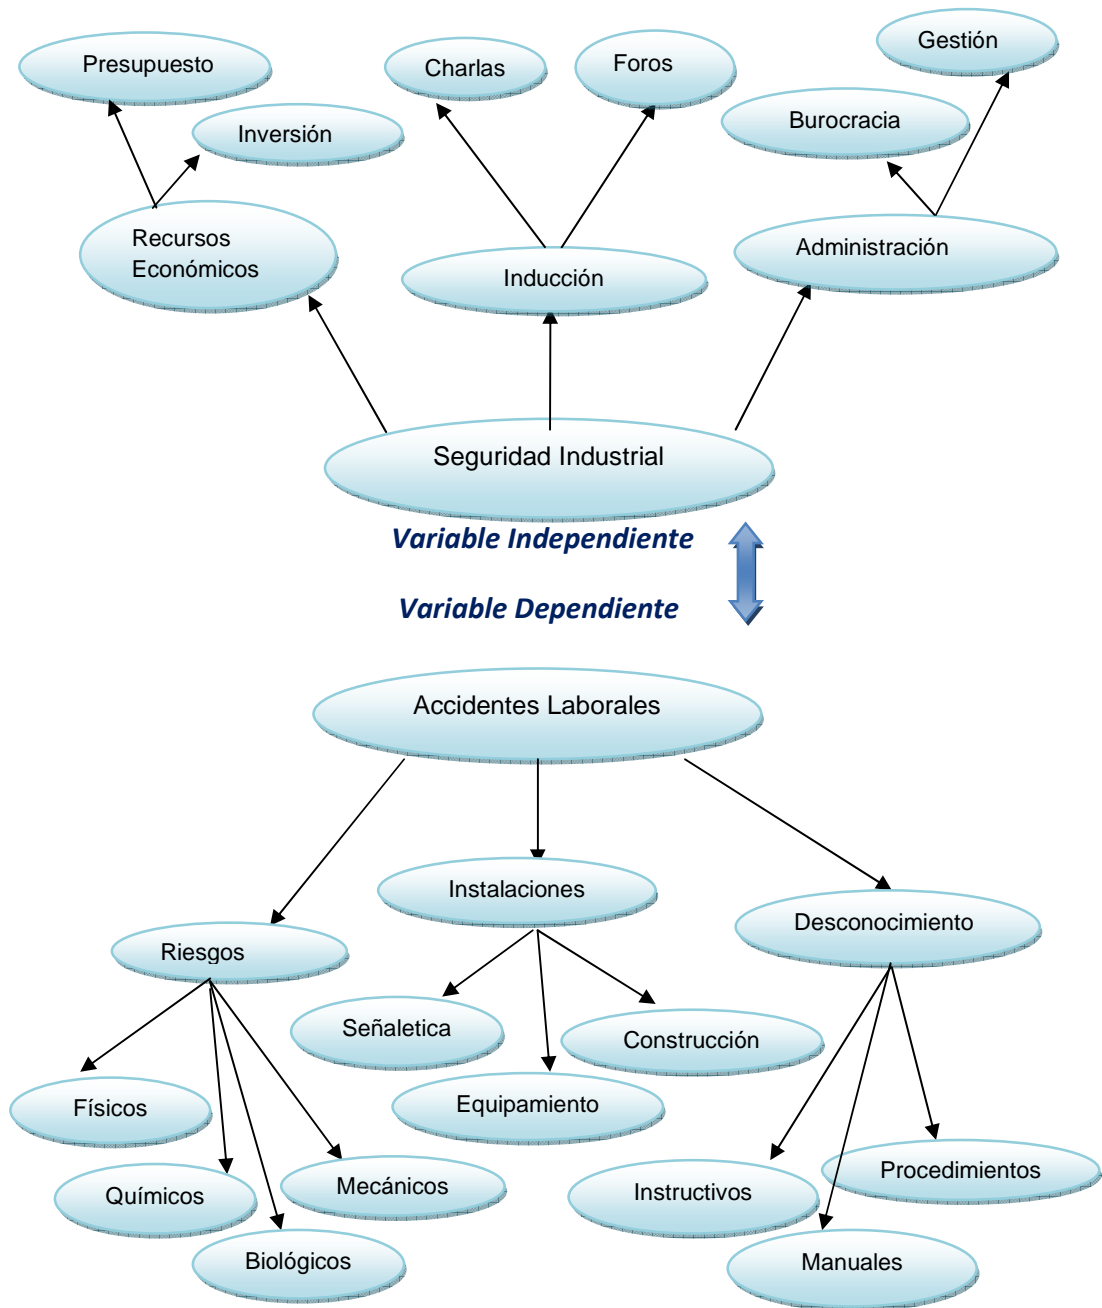 Gestión
Presupuesto
Charlas
Foros
Inversión
Burocracia
Recursos
Económicos
Inducción
Administración
Seguridad Industrial
Variable Independiente
Variable Dependiente
Accidentes Laborales
Instalaciones
Riesgos
Desconocimiento
Señaletica
Construcción
Físicos
Equipamiento
Químicos
Mecánicos
Instructivos
Procedimientos
Biológicos
Manuales